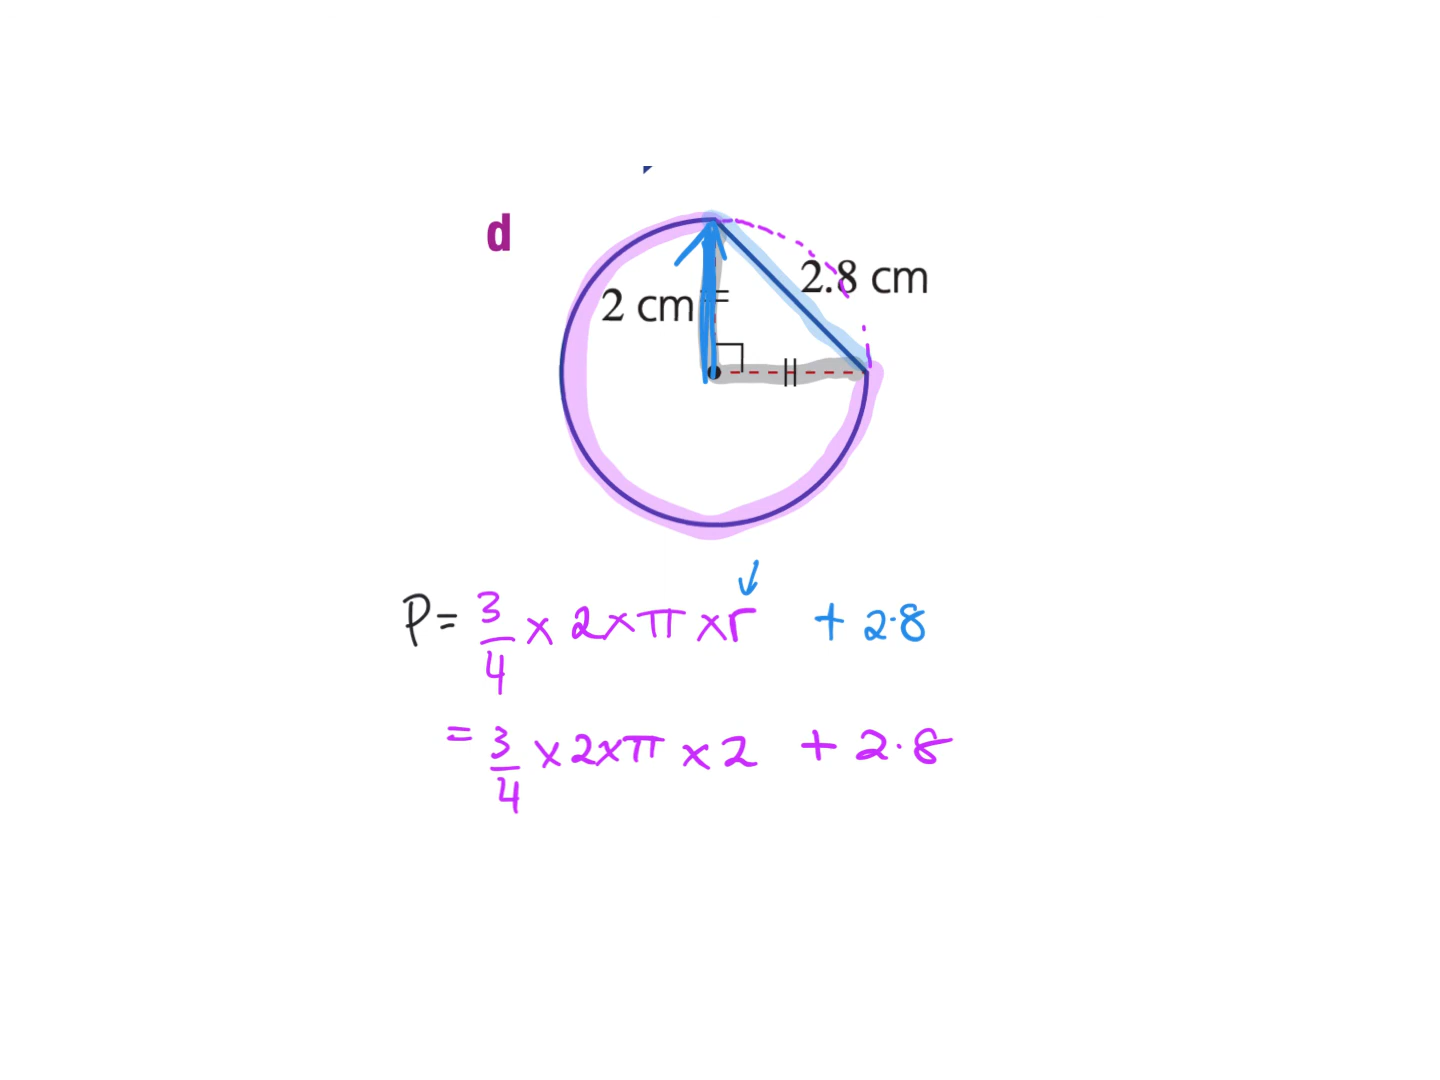 d
2.8 cm
2 cm
P = 3/4 × 2 × π × r + 2.8
= 3/4 × 2 × π × 2 + 2.8